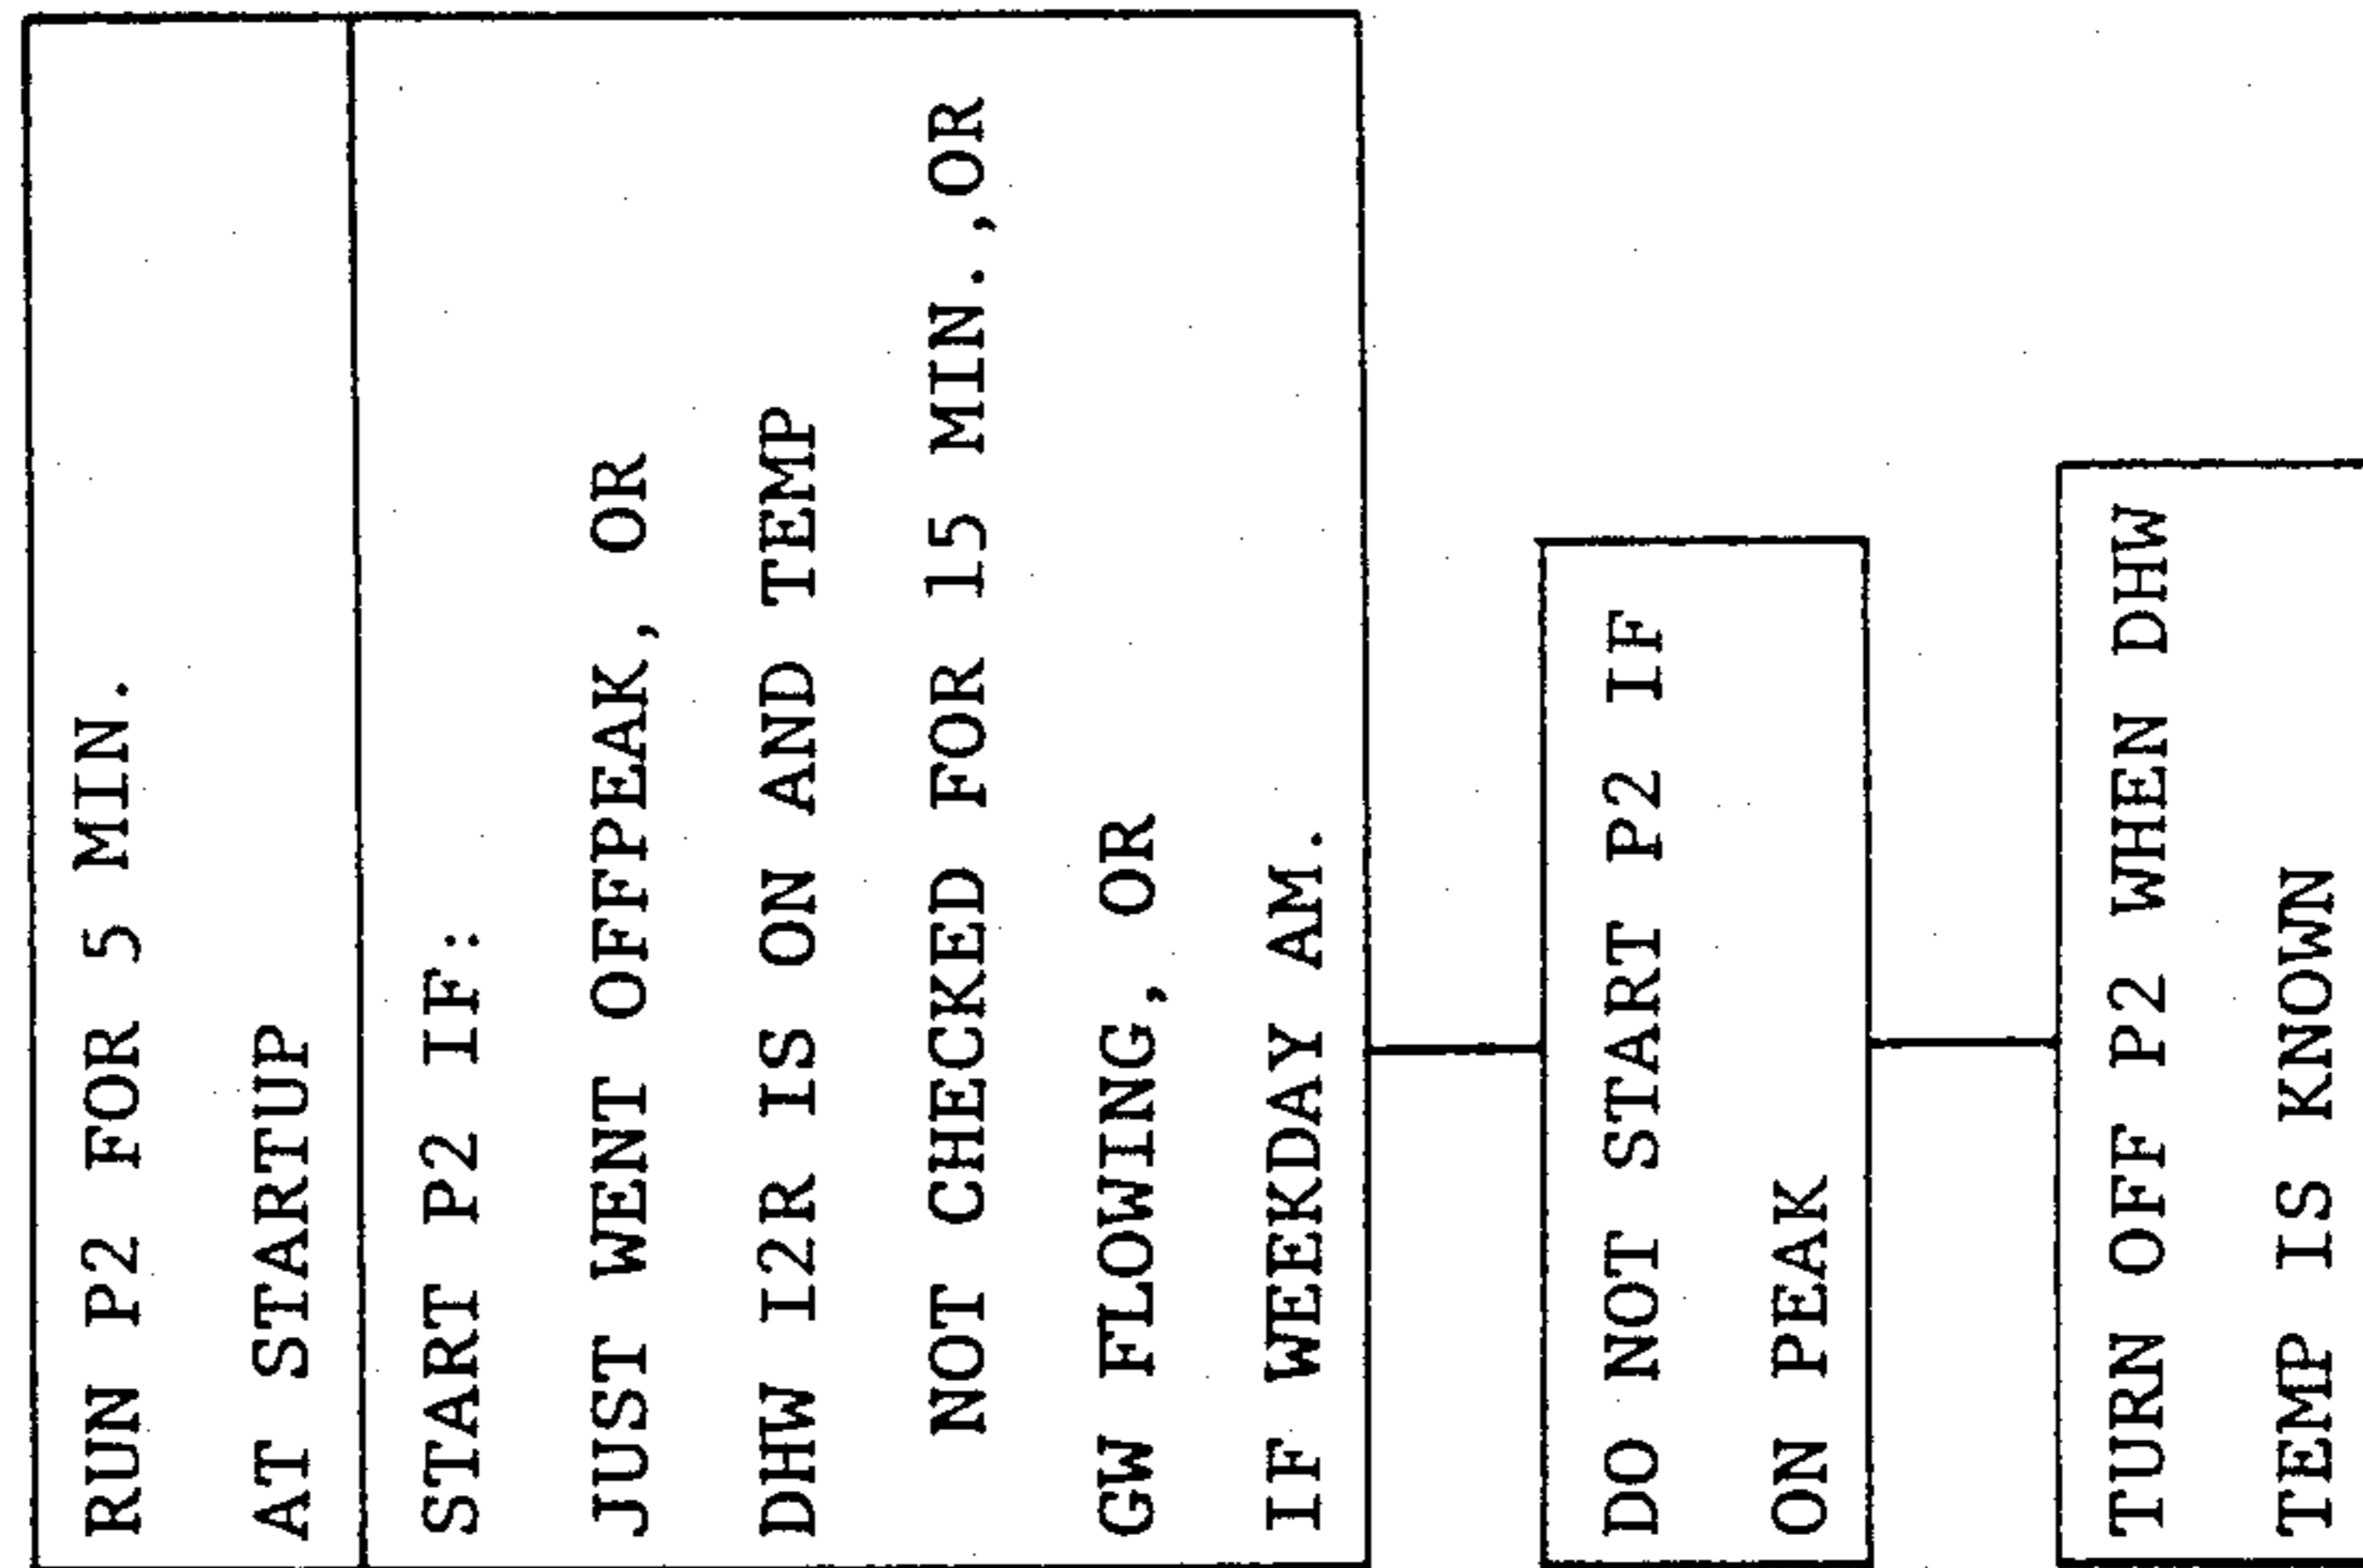 RUN P2 FOR 5 MIN.
AT STARTUP
START P2 IF:
JUST WENT OFFPEAK, OR
DHW I2R IS ON AND TEMP
NOT CHECKED FOR 15 MIN.,OR
GW FLOWING, OR
IF WEEKDAY AM.
DO NOT START P2 IF
ON PEAK
TURN OFF P2 WHEN DHW
TEMP IS KNOWN